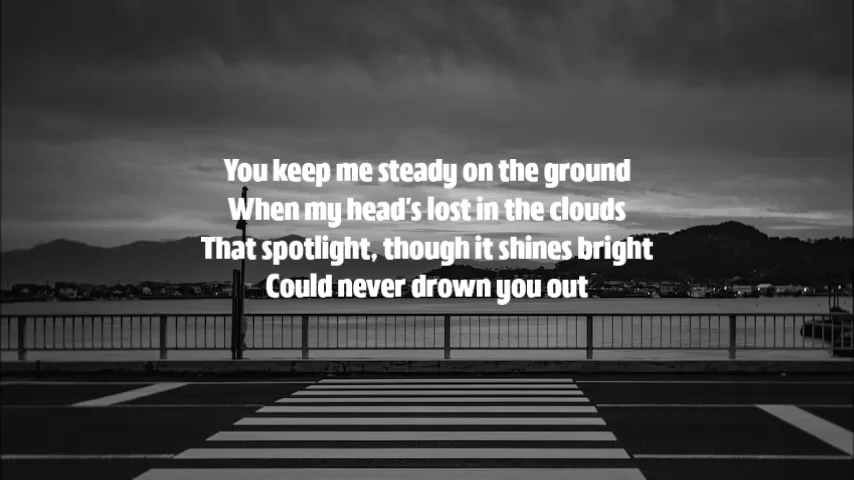 You keep me steady on the ground
When my head's lost in the clouds
That spotlight, though it shines bright
Could never drown you out